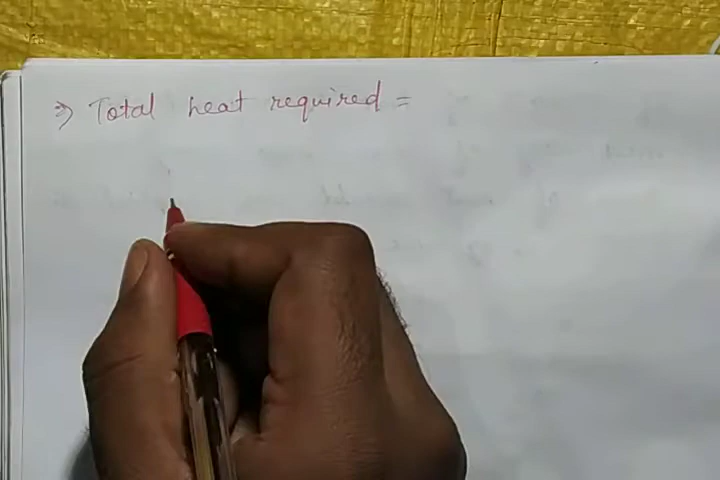 ⇒ Total heat required =